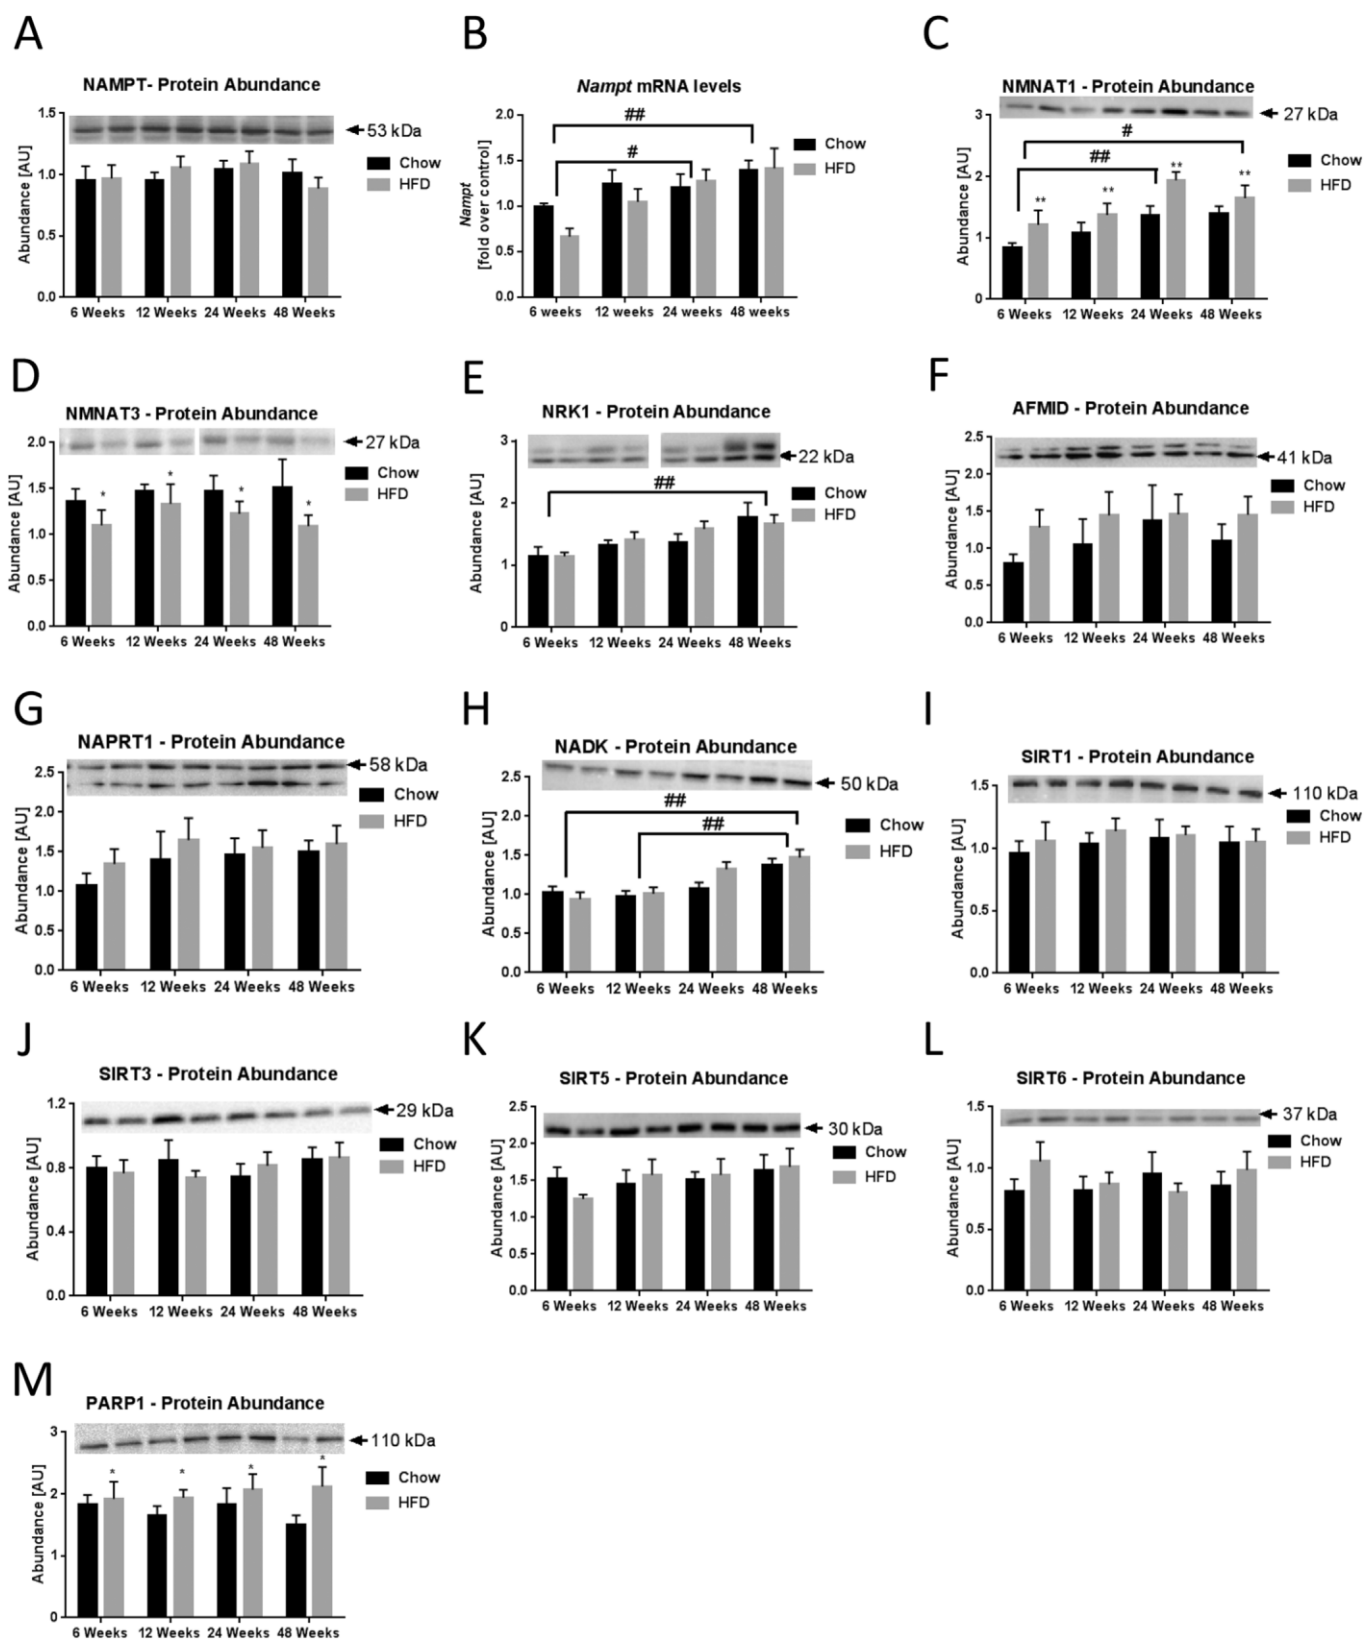 A
NAMPT- Protein Abundance
Abundance [AU]
1.5
1.0
0.5
0.0
53 kDa
Chow
HFD
6 Weeks 12 Weeks 24 Weeks 48 Weeks
B
Nampt mRNA levels
Nampt
[fold over control]
2.0
1.5
1.0
0.5
0.0
##
#
Chow
HFD
6 weeks 12 weeks 24 weeks 48 weeks
C
NMNAT1 - Protein Abundance
Abundance [AU]
3
2
1
0
27 kDa
#
##
** ** ** **
Chow
HFD
6 Weeks 12 Weeks 24 Weeks 48 Weeks
D
NMNAT3 - Protein Abundance
Abundance [AU]
2.0
1.5
1.0
0.5
0.0
27 kDa
* * * *
Chow
HFD
6 Weeks 12 Weeks 24 Weeks 48 Weeks
E
NRK1 - Protein Abundance
Abundance [AU]
3
2
1
0
22 kDa
##
Chow
HFD
6 Weeks 12 Weeks 24 Weeks 48 Weeks
F
AFMID - Protein Abundance
Abundance [AU]
2.5
2.0
1.5
1.0
0.5
0.0
41 kDa
Chow
HFD
6 Weeks 12 Weeks 24 Weeks 48 Weeks
G
NAPRT1 - Protein Abundance
Abundance [AU]
2.5
2.0
1.5
1.0
0.5
0.0
58 kDa
Chow
HFD
6 Weeks 12 Weeks 24 Weeks 48 Weeks
H
NADK - Protein Abundance
Abundance [AU]
2.5
2.0
1.5
1.0
0.5
0.0
50 kDa
##
##
Chow
HFD
6 Weeks 12 Weeks 24 Weeks 48 Weeks
I
SIRT1 - Protein Abundance
Abundance [AU]
1.5
1.0
0.5
0.0
110 kDa
Chow
HFD
6 Weeks 12 Weeks 24 Weeks 48 Weeks
J
SIRT3 - Protein Abundance
Abundance [AU]
1.2
0.8
0.4
0.0
29 kDa
Chow
HFD
6 Weeks 12 Weeks 24 Weeks 48 Weeks
K
SIRT5 - Protein Abundance
Abundance [AU]
2.5
2.0
1.5
1.0
0.5
0.0
30 kDa
Chow
HFD
6 Weeks 12 Weeks 24 Weeks 48 Weeks
L
SIRT6 - Protein Abundance
Abundance [AU]
1.5
1.0
0.5
0.0
37 kDa
Chow
HFD
6 Weeks 12 Weeks 24 Weeks 48 Weeks
M
PARP1 - Protein Abundance
Abundance [AU]
3
2
1
0
110 kDa
* * * *
Chow
HFD
6 Weeks 12 Weeks 24 Weeks 48 Weeks